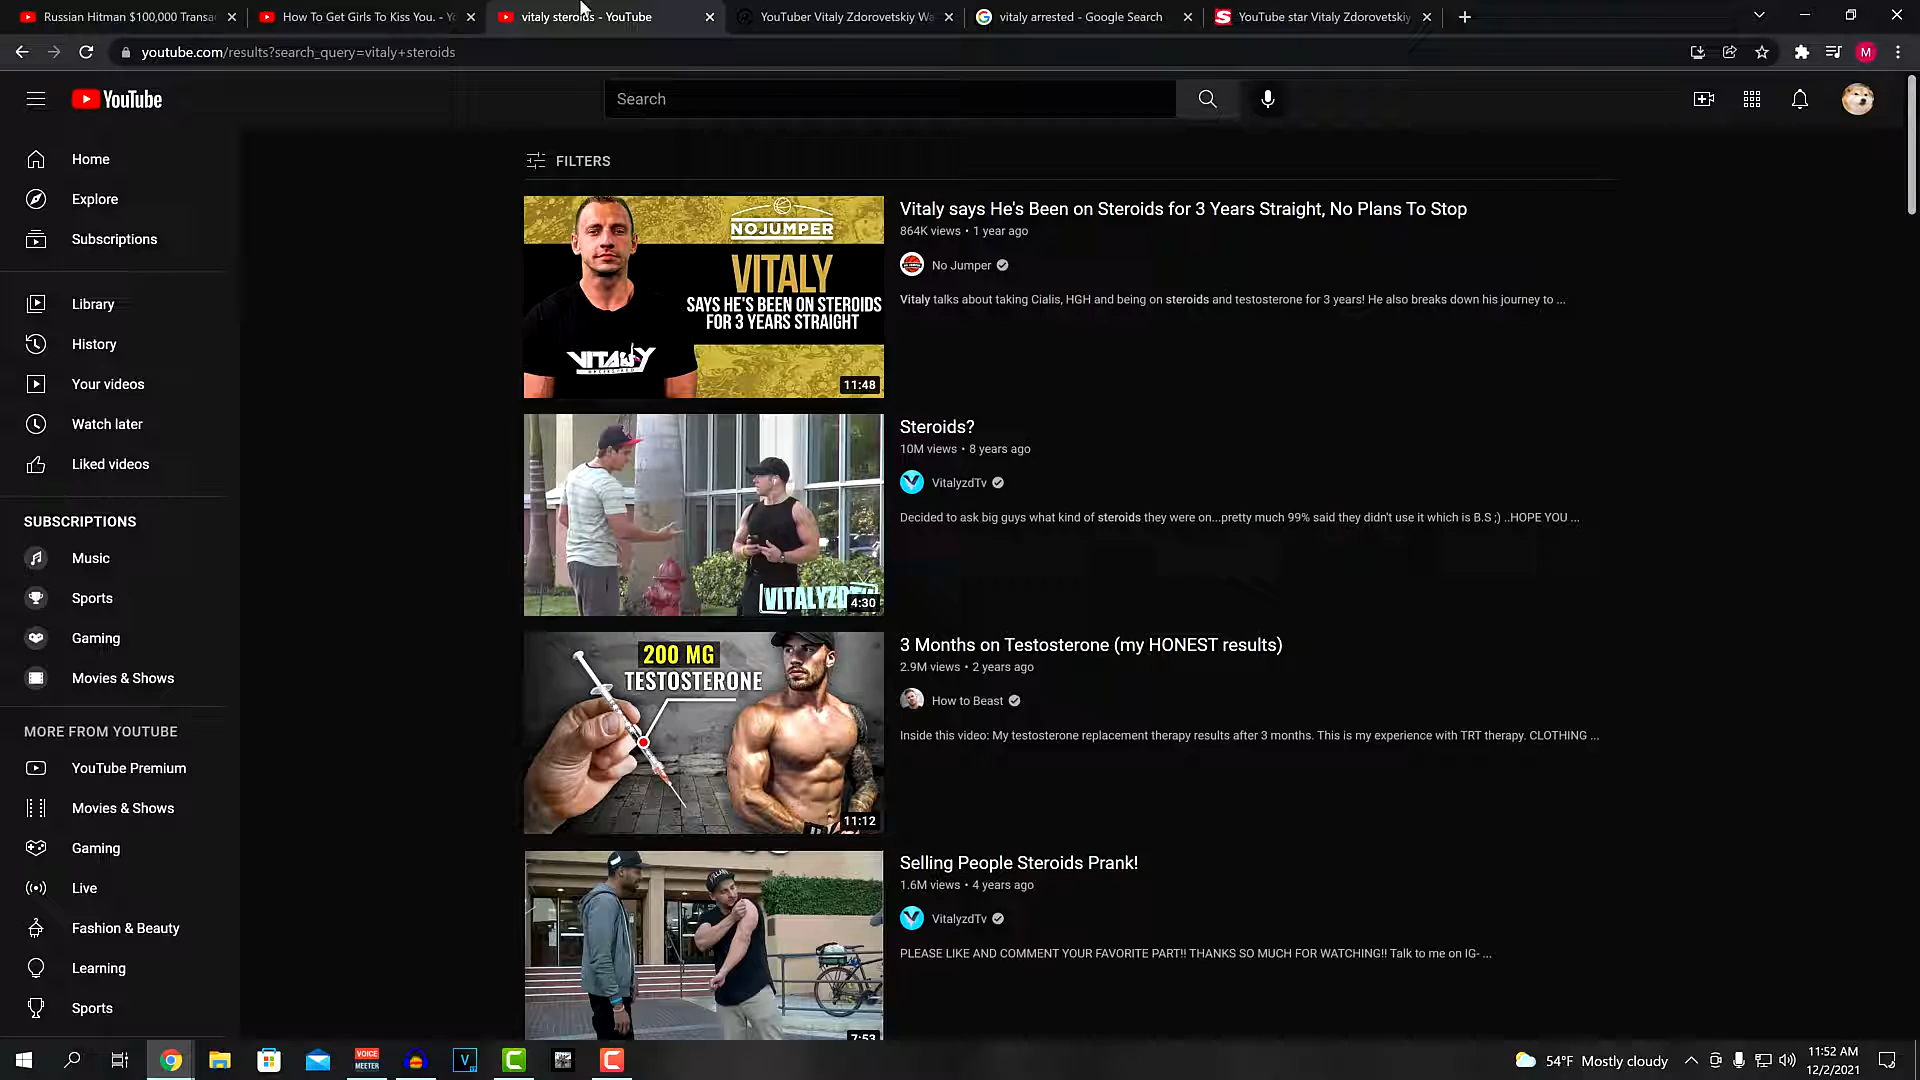 Russian Hitman $100,000 Transa
How To Get Girls To Kiss You. - Yo
vitaly steroids - YouTube
YouTuber Vitaly Zdorovetskiy Wa
vitaly arrested - Google Search
YouTube star Vitaly Zdorovetskiy
youtube.com/results?search_query=vitaly+steroids
M
YouTube
Search
Home
Explore
Subscriptions
Library
History
Your videos
Watch later
Liked videos
SUBSCRIPTIONS
Music
Sports
Gaming
Movies & Shows
MORE FROM YOUTUBE
YouTube Premium
Movies & Shows
Gaming
Live
Fashion & Beauty
Learning
Sports
FILTERS
NOJUMPER
VITALY
SAYS HE'S BEEN ON STEROIDS
FOR 3 YEARS STRAIGHT
VITALY
11:48
Vitaly says He's Been on Steroids for 3 Years Straight, No Plans To Stop
864K views • 1 year ago
No Jumper
Vitaly talks about taking Cialis, HGH and being on steroids and testosterone for 3 years! He also breaks down his journey to ...
4:30
Steroids?
10M views • 8 years ago
VitalyzdTv
Decided to ask big guys what kind of steroids they were on...pretty much 99% said they didn't use it which is B.S ;) ..HOPE YOU ...
200 MG
TESTOSTERONE
11:12
3 Months on Testosterone (my HONEST results)
2.9M views • 2 years ago
How to Beast
Inside this video: My testosterone replacement therapy results after 3 months. This is my experience with TRT therapy. CLOTHING ...
7:53
Selling People Steroids Prank!
1.6M views • 4 years ago
VitalyzdTv
PLEASE LIKE AND COMMENT YOUR FAVORITE PART!! THANKS SO MUCH FOR WATCHING!! Talk to me on IG- ...
VOICE
MEETER
V
54°F Mostly cloudy
11:52 AM
12/2/2021